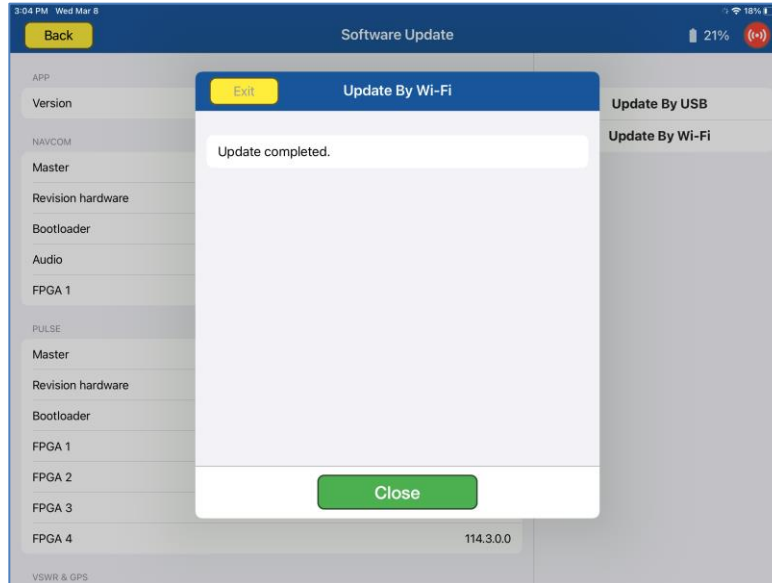 3:04 PM Wed Mar 8
18%
Back
Software Update
21%
APP
Version
NAVCOM
Master
Revision hardware
Bootloader
Audio
FPGA 1
PULSE
Master
Revision hardware
Bootloader
FPGA 1
FPGA 2
FPGA 3
FPGA 4 114.3.0.0
VSWR & GPS
Exit
Update By Wi-Fi
Update completed.
Close
Update By USB
Update By Wi-Fi